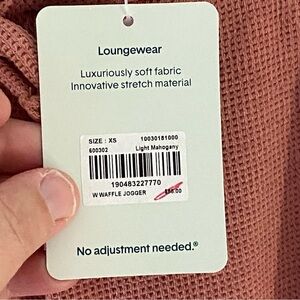 Loungewear
Luxuriously soft fabric
Innovative stretch material
SIZE : XS 10030181000
600302 Light Mahogany
190483227770
W WAFFLE JOGGER $88.00
No adjustment needed.®